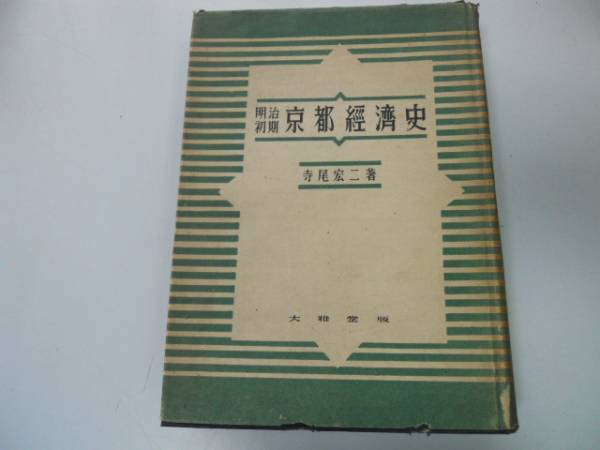 明治初期 京都經濟史
寺尾宏二著
大雅堂版